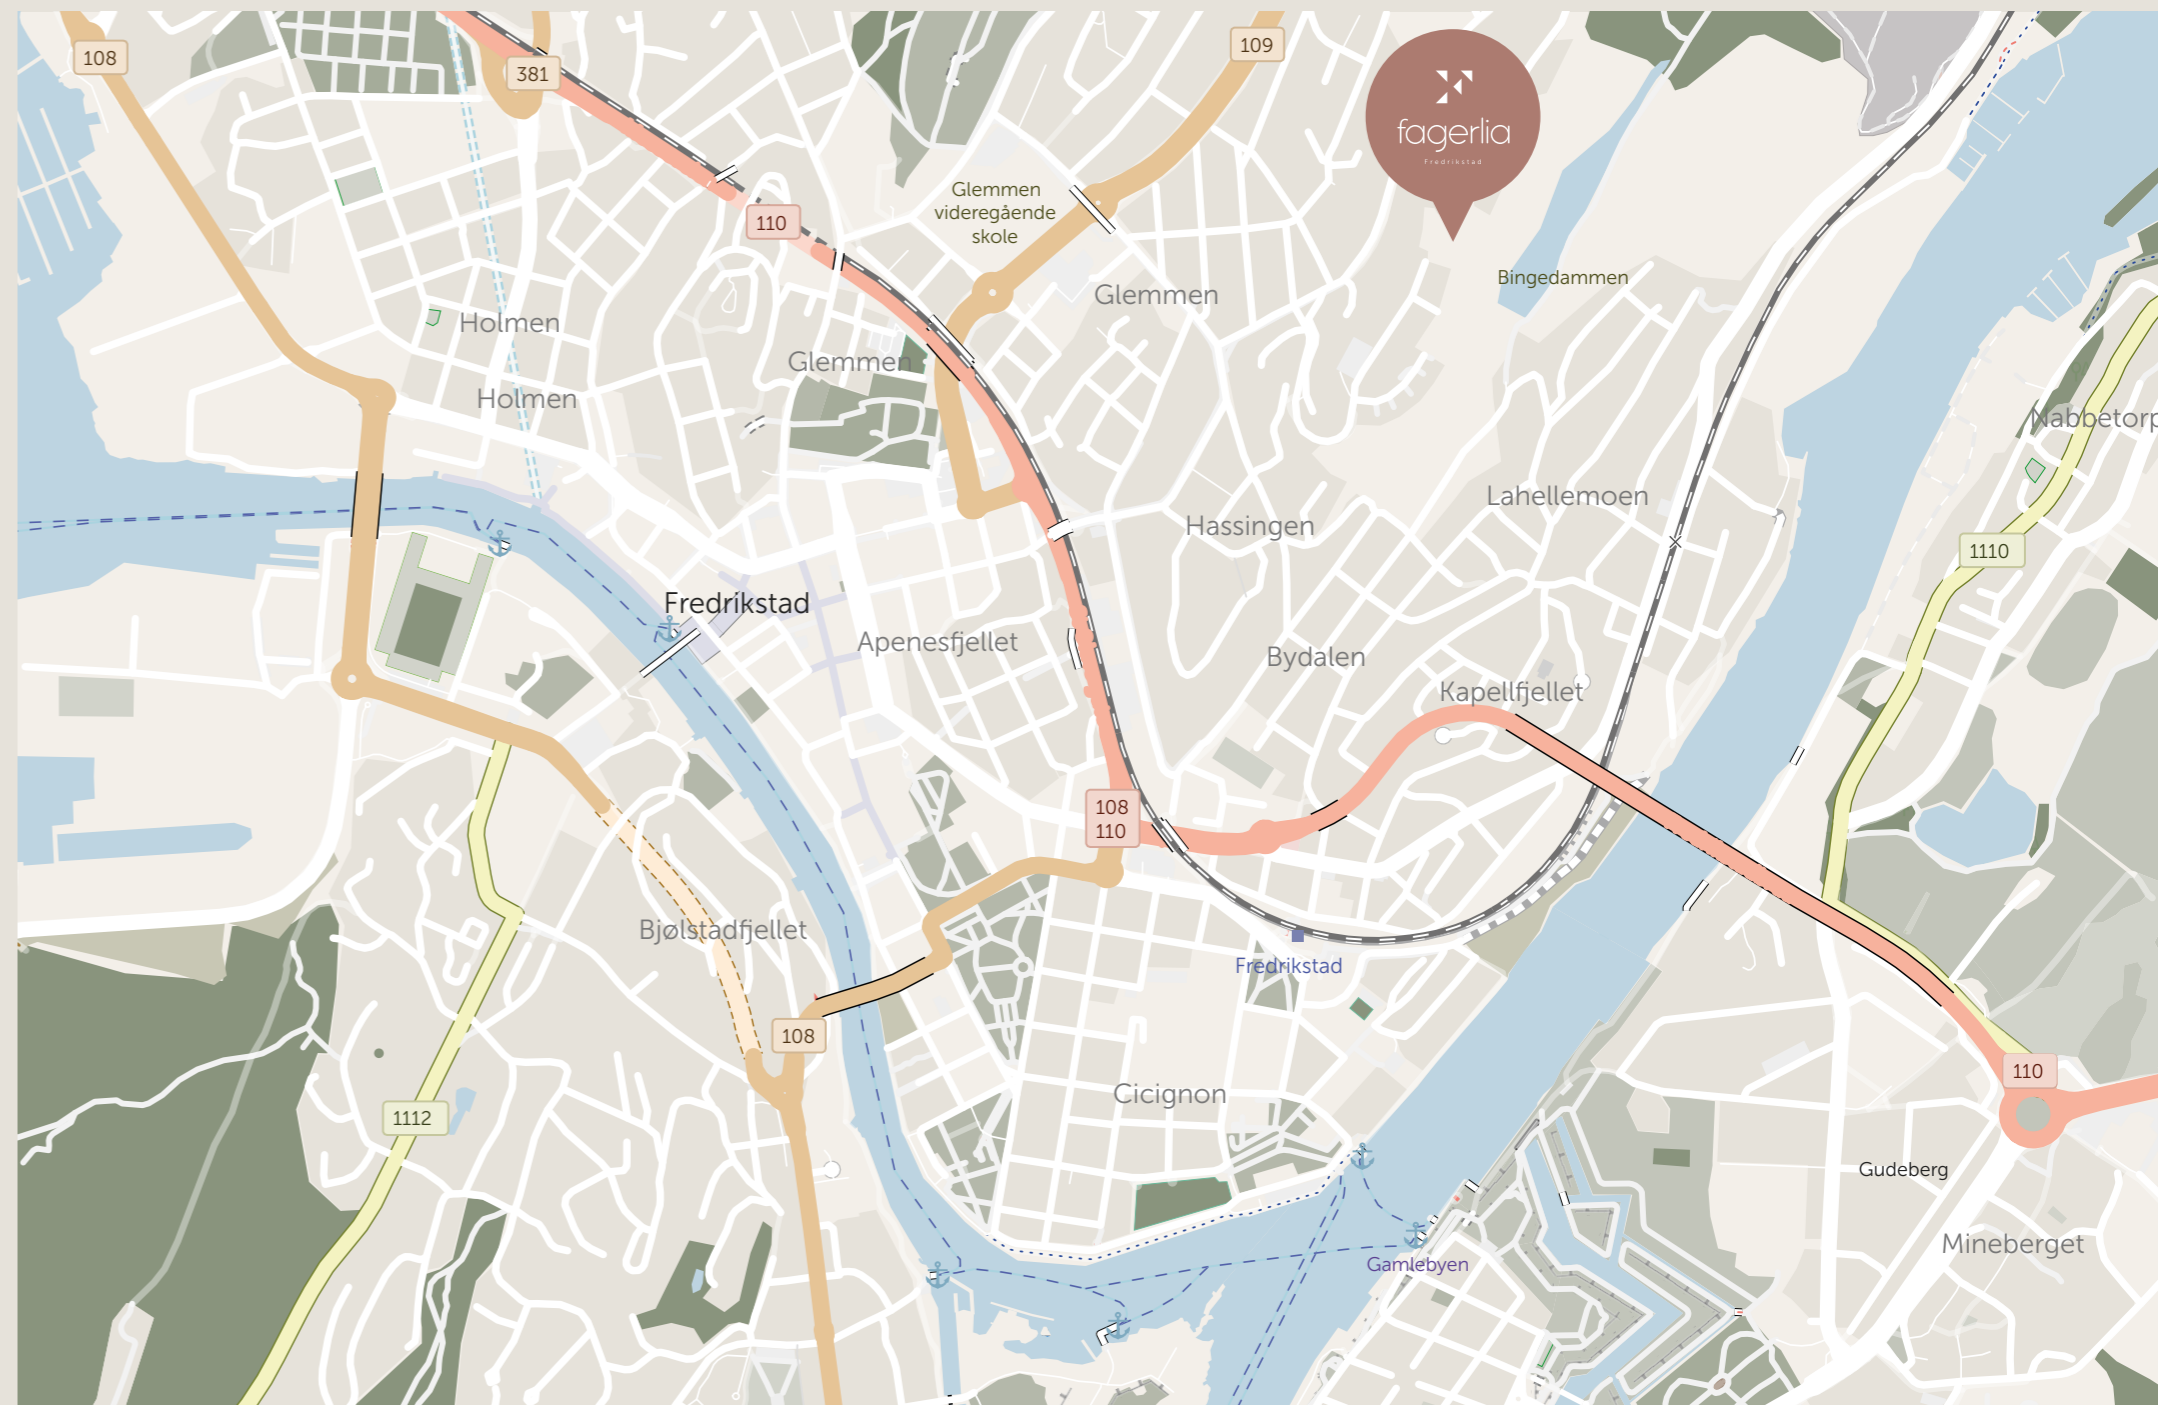 108
381
109
fagerlia
Fredrikstad
110
Glemmen
videregående
skole
Bingedammen
Glemmen
Holmen
Glemmen
Holmen
Nabbetorp
Lahellemoen
Hassingen
1110
Fredrikstad
Apenesfjellet
Bydalen
Kapellfjellet
108
110
Bjølstadfjellet
Fredrikstad
108
110
Cicignon
1112
Gudeberg
Mineberget
Gamlebyen